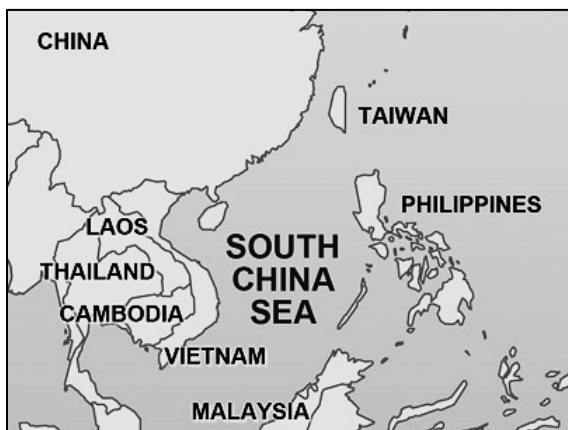 CHINA
TAIWAN
PHILIPPINES
LAOS
SOUTH
CHINA
SEA
THAILAND
CAMBODIA
VIETNAM
MALAYSIA